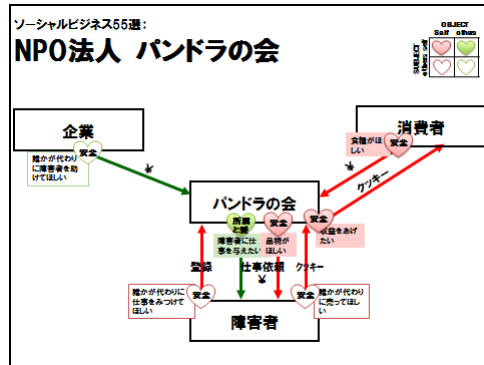 ソーシャルビジネス55選：
NPO法人 パンドラの会
OBJECT
Self others
SUBJECT
others self
企業
消費者
安全
誰かが代わり
に障害者を助
けてほしい
¥
食糧がほ
しい
安全
¥
クッキー
パンドラの会
所属
と愛
安全
安全
障害者に仕
事を与えたい
品物が
ほしい
収益をあげ
たい
登録
仕事依頼
クッキー
¥
誰かが代わりに
仕事をみつけて
ほしい
安全
安全
誰かが代わり
に売ってほし
い
障害者